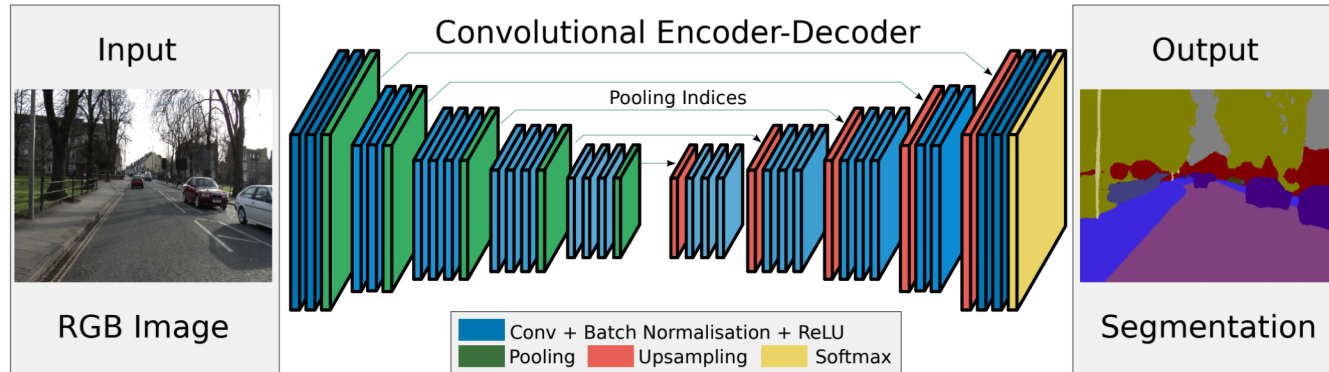 Input
RGB Image
Convolutional Encoder-Decoder
Pooling Indices
Conv + Batch Normalisation + ReLU
Pooling Upsampling Softmax
Output
Segmentation